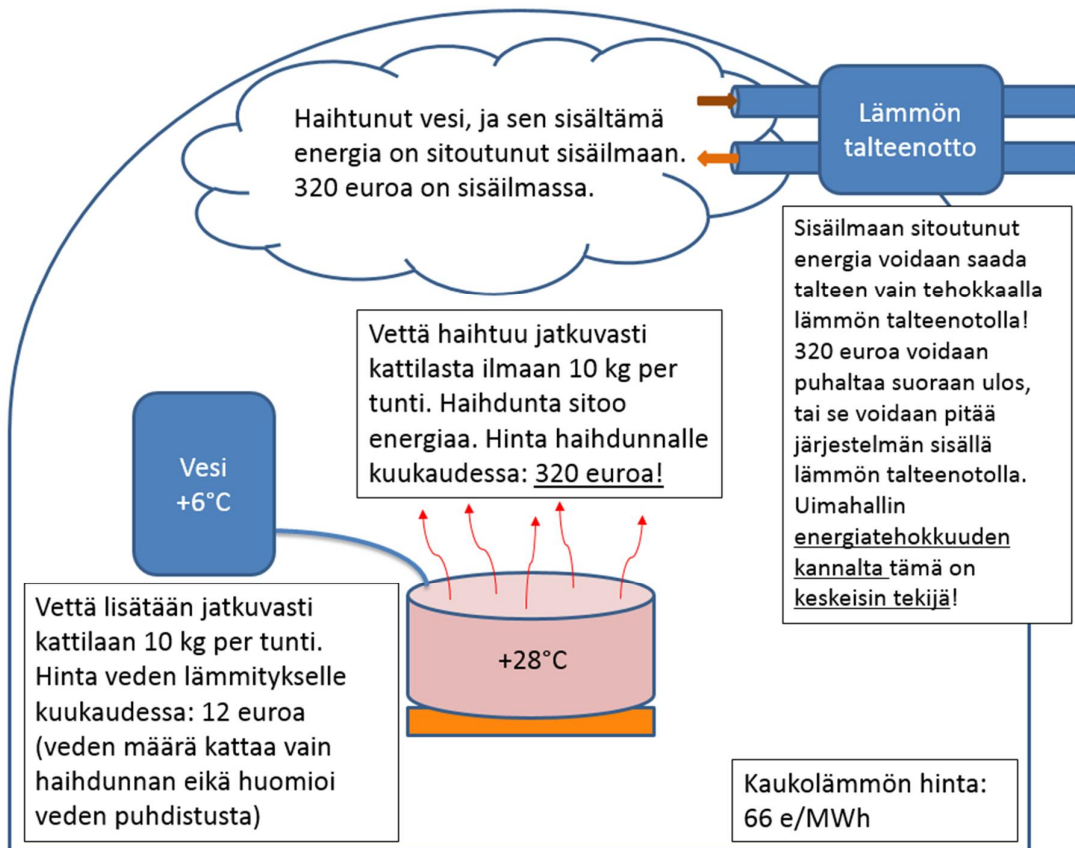 Haihtunut vesi, ja sen sisältämä
energia on sitoutunut sisäilmaan.
320 euroa on sisäilmassa.
Lämmön
talteenotto
Sisäilmaan sitoutunut
energia voidaan saada
talteen vain tehokkaalla
lämmön talteenotolla!
320 euroa voidaan
puhaltaa suoraan ulos,
tai se voidaan pitää
järjestelmän sisällä
lämmön talteenotolla.
Uimahallin
energiatehokkuuden
kannalta tämä on
keskeisin tekijä!
Vettä haihtuu jatkuvasti
kattilasta ilmaan 10 kg per
tunti. Haihdunta sitoo
energiaa. Hinta haihdunnalle
kuukaudessa: 320 euroa!
Vesi
+6°C
Vettä lisätään jatkuvasti
kattilaan 10 kg per tunti.
Hinta veden lämmitykselle
kuukaudessa: 12 euroa
(veden määrä kattaa vain
haihdunnan eikä huomioi
veden puhdistusta)
+28°C
Kaukolämmön hinta:
66 e/MWh